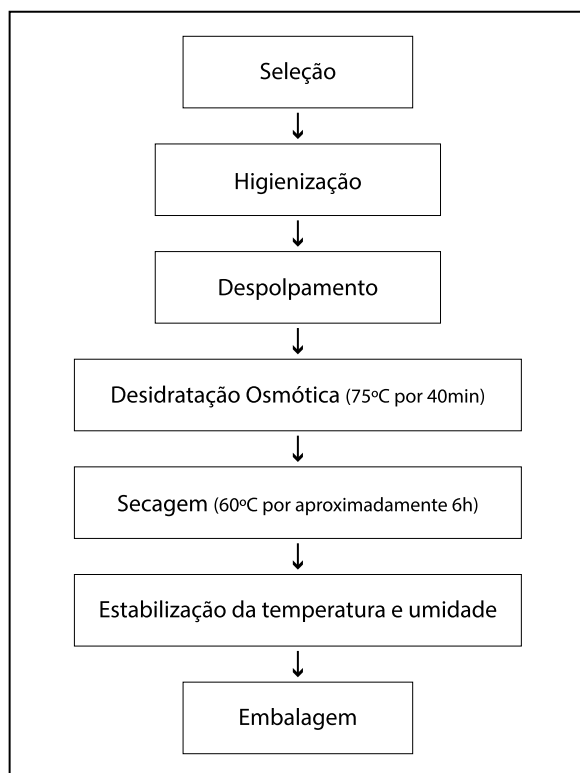 Seleção
Higienização
Despolpamento
Desidratação Osmótica (75ºC por 40min)
Secagem (60ºC por aproximadamente 6h)
Estabilização da temperatura e umidade
Embalagem